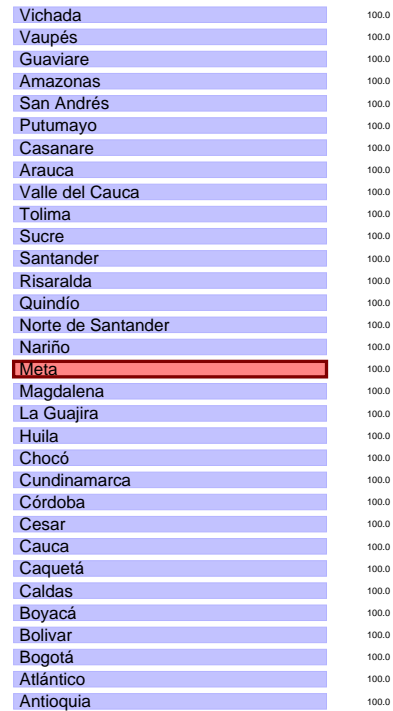 Vichada 100.0
Vaupés 100.0
Guaviare 100.0
Amazonas 100.0
San Andrés 100.0
Putumayo 100.0
Casanare 100.0
Arauca 100.0
Valle del Cauca 100.0
Tolima 100.0
Sucre 100.0
Santander 100.0
Risaralda 100.0
Quindío 100.0
Norte de Santander 100.0
Nariño 100.0
Meta 100.0
Magdalena 100.0
La Guajira 100.0
Huila 100.0
Chocó 100.0
Cundinamarca 100.0
Córdoba 100.0
Cesar 100.0
Cauca 100.0
Caquetá 100.0
Caldas 100.0
Boyacá 100.0
Bolivar 100.0
Bogotá 100.0
Atlántico 100.0
Antioquia 100.0